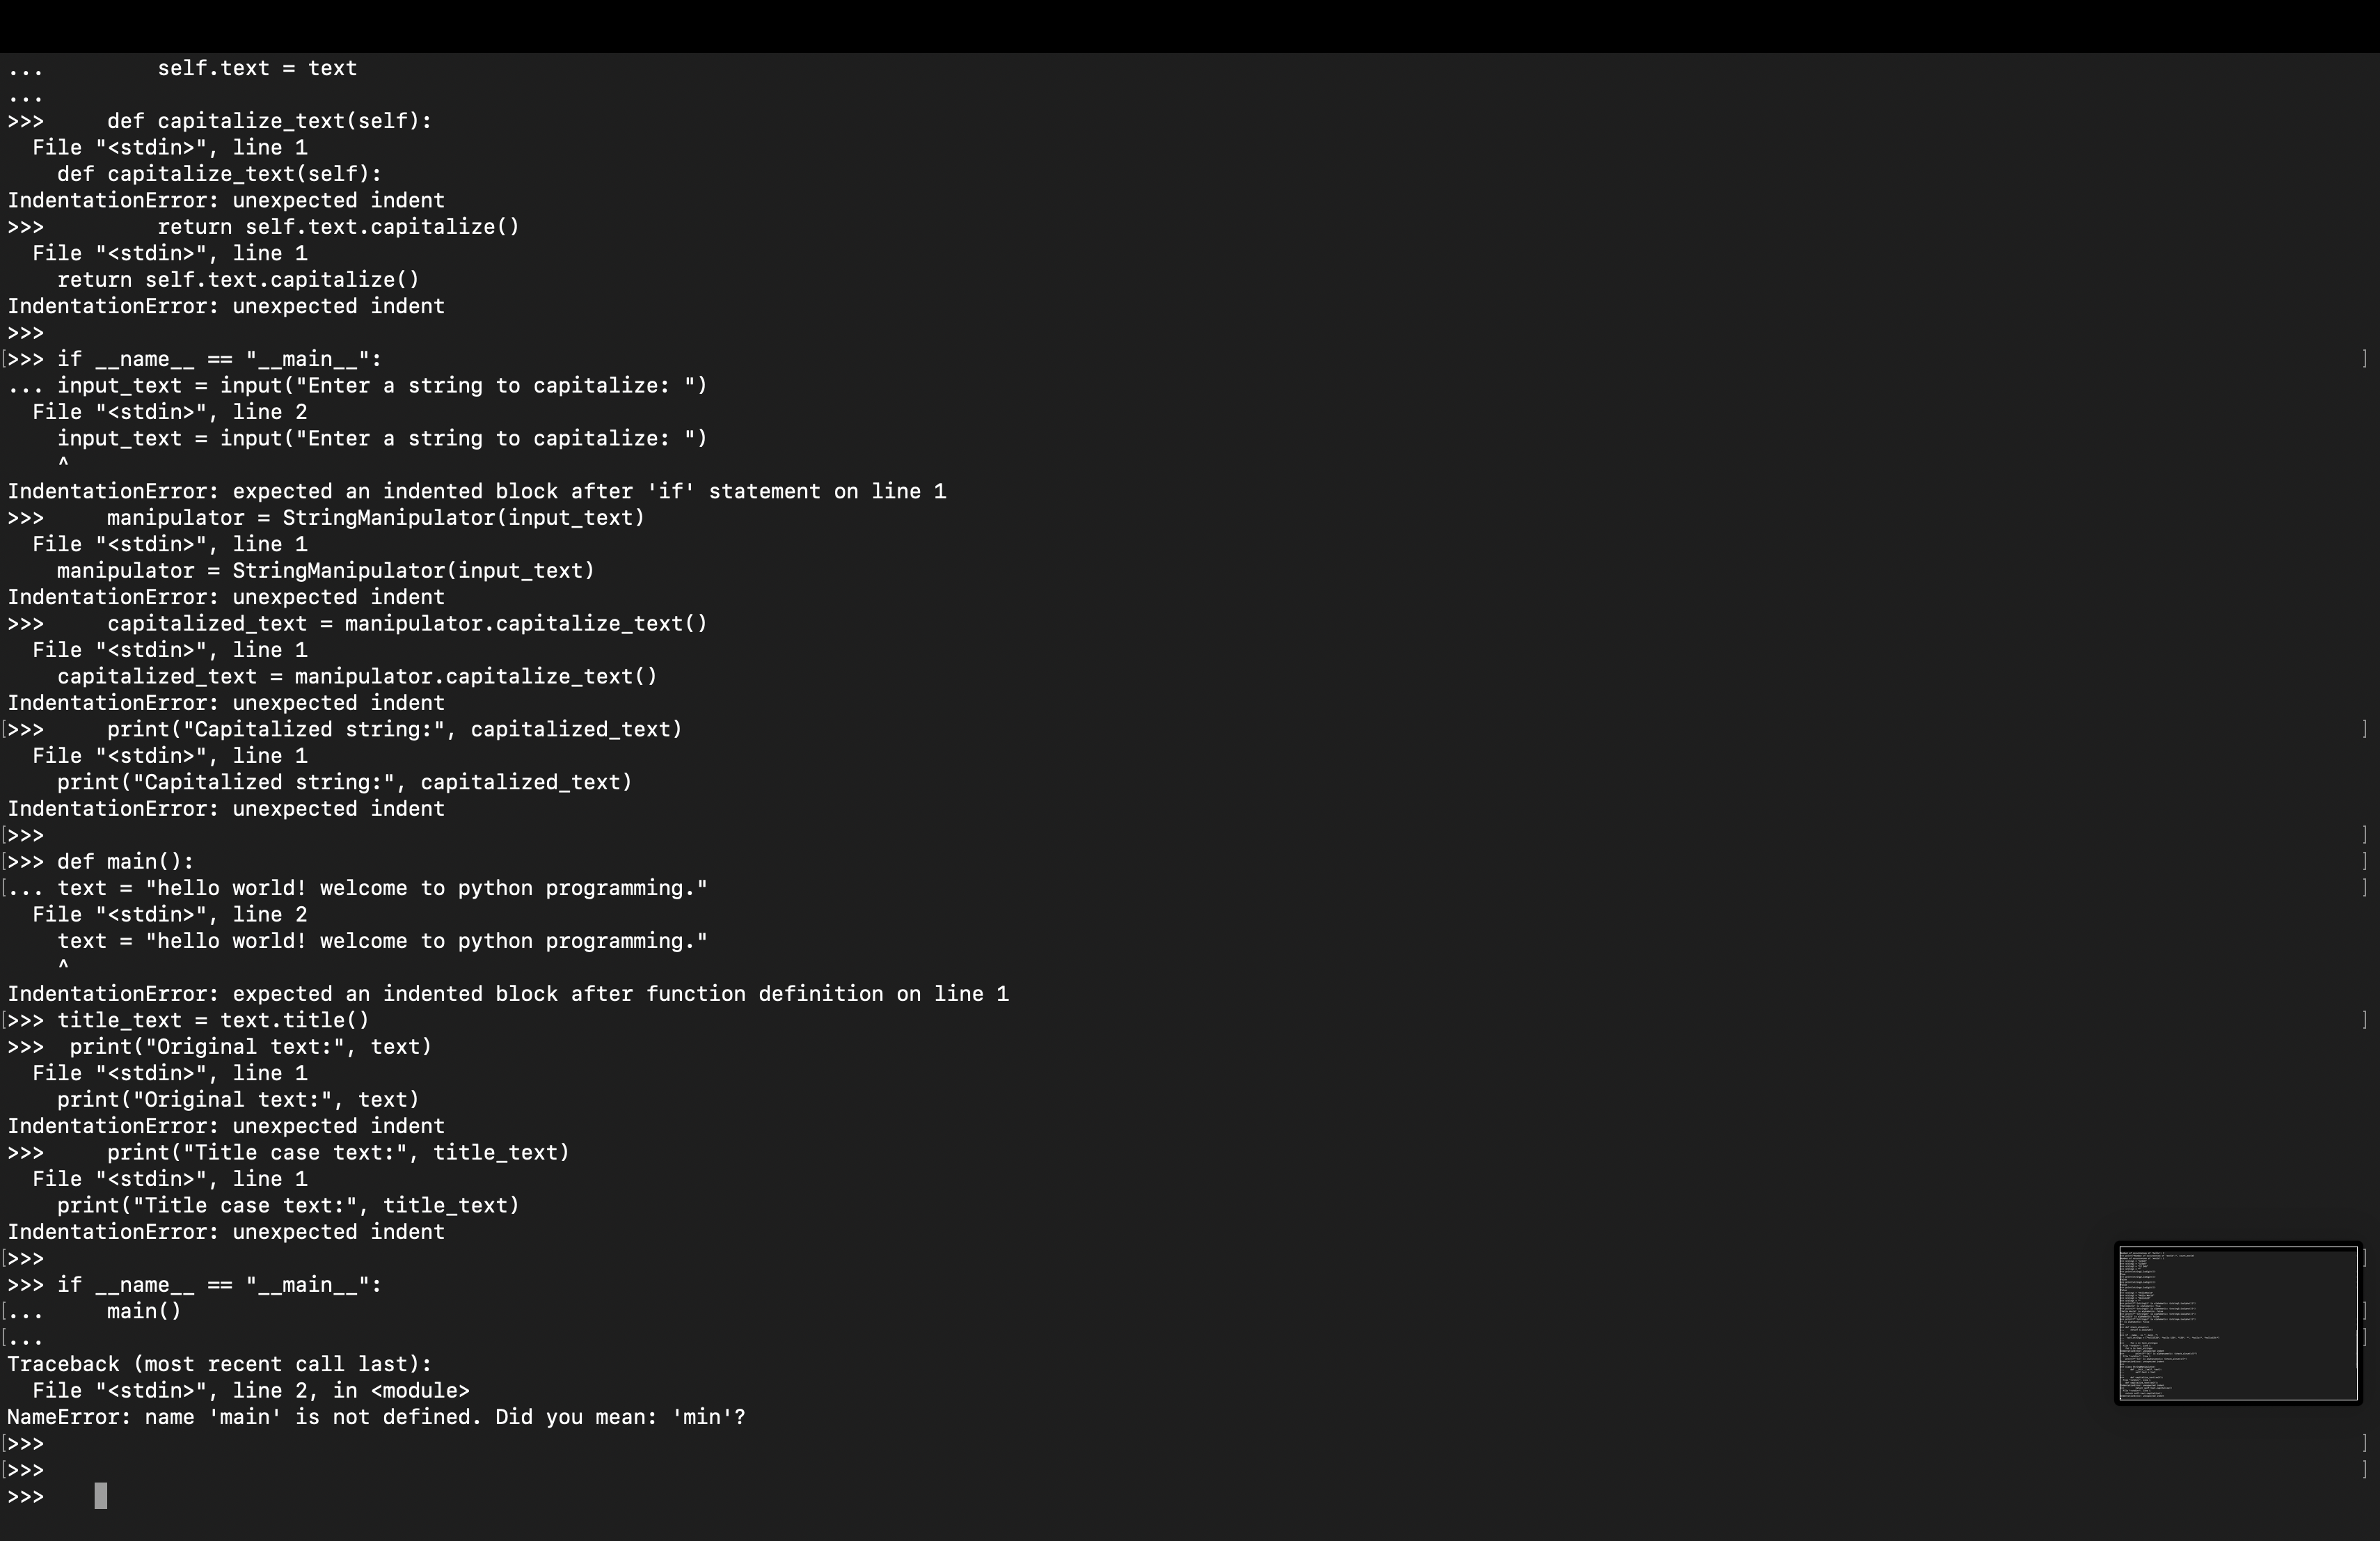 ...         self.text = text
...
>>>     def capitalize_text(self):
  File "<stdin>", line 1
    def capitalize_text(self):
IndentationError: unexpected indent
>>>         return self.text.capitalize()
  File "<stdin>", line 1
    return self.text.capitalize()
IndentationError: unexpected indent
>>>
[>>> if __name__ == "__main__": ]
... input_text = input("Enter a string to capitalize: ")
  File "<stdin>", line 2
    input_text = input("Enter a string to capitalize: ")
    ^
IndentationError: expected an indented block after 'if' statement on line 1
>>>     manipulator = StringManipulator(input_text)
  File "<stdin>", line 1
    manipulator = StringManipulator(input_text)
IndentationError: unexpected indent
>>>     capitalized_text = manipulator.capitalize_text()
  File "<stdin>", line 1
    capitalized_text = manipulator.capitalize_text()
IndentationError: unexpected indent
[>>>     print("Capitalized string:", capitalized_text) ]
  File "<stdin>", line 1
    print("Capitalized string:", capitalized_text)
IndentationError: unexpected indent
[>>> ]
[>>> def main(): ]
[... text = "hello world! welcome to python programming." ]
  File "<stdin>", line 2
    text = "hello world! welcome to python programming."
    ^
IndentationError: expected an indented block after function definition on line 1
[>>> title_text = text.title() ]
>>>  print("Original text:", text)
  File "<stdin>", line 1
    print("Original text:", text)
IndentationError: unexpected indent
>>>     print("Title case text:", title_text)
  File "<stdin>", line 1
    print("Title case text:", title_text)
IndentationError: unexpected indent
[>>> ]
>>> if __name__ == "__main__":
[...     main() ]
[... ]
Traceback (most recent call last):
  File "<stdin>", line 2, in <module>
NameError: name 'main' is not defined. Did you mean: 'min'?
[>>> ]
[>>> ]
>>>